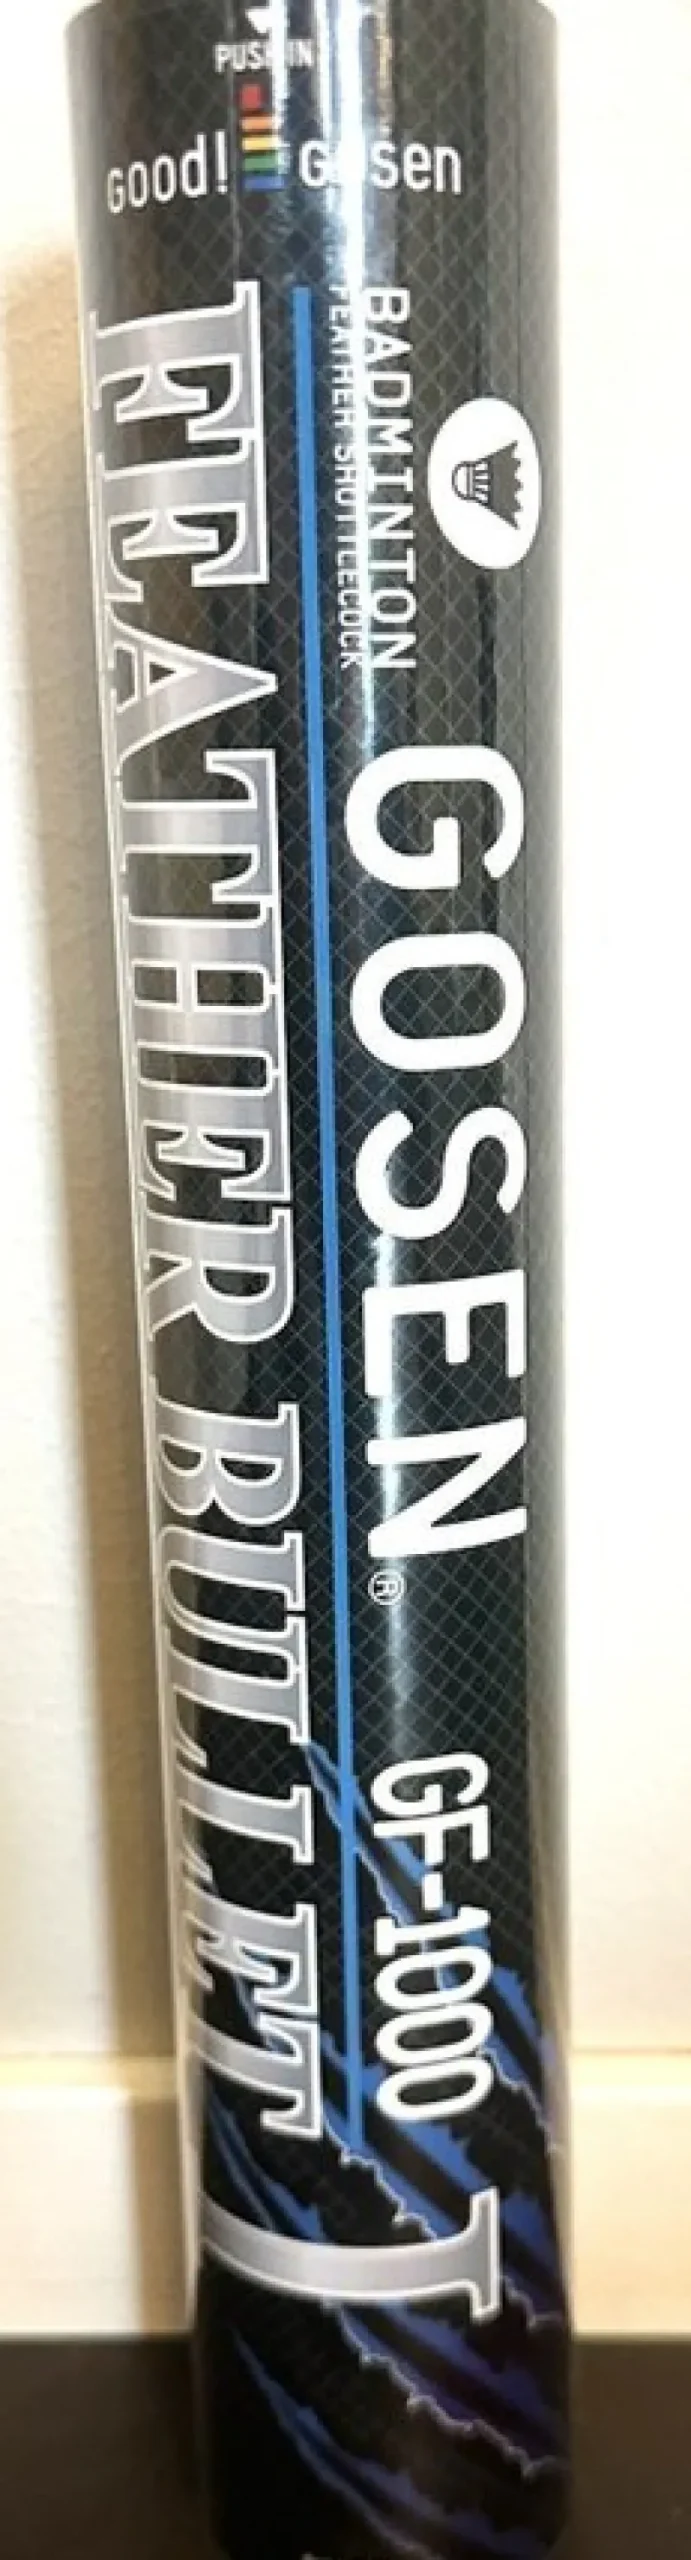 PUSH IN
GOOD! GOSEN
BADMINTON
FEATHER SHUTTLECOCK
GOSEN® GF-1000
FEATHER BULLET J